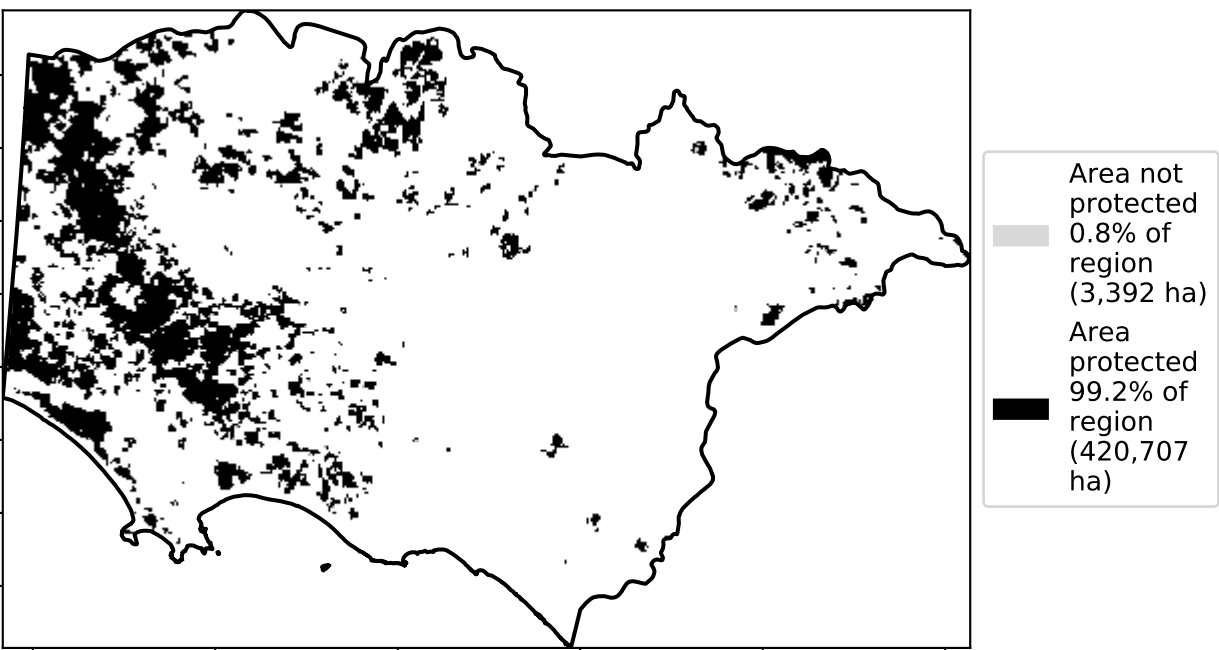 Area not
protected
0.8% of
region
(3,392 ha)
Area
protected
99.2% of
region
(420,707
ha)